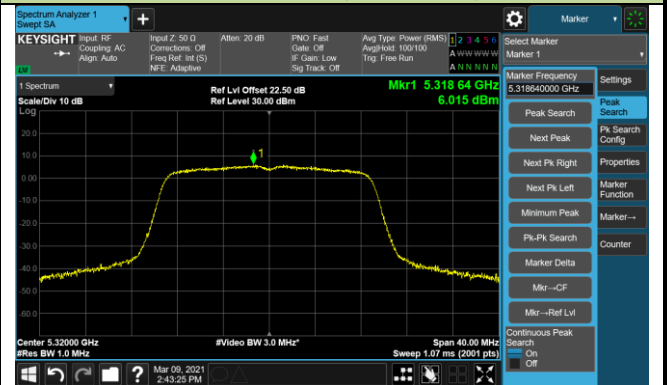 Spectrum Analyzer 1
Swept SA
Marker
KEYSIGHT Input: RF Input Z: 50 Ω Atten: 20 dB PNO: Fast Avg Type: Power (RMS) 1 2 3 4 5 6
Coupling: AC Corrections: Off Gate: Off Avg|Hold: 100/100 A W W W W W
Align: Auto Freq Ref: Int (S) IF Gain: Low Trig: Free Run
NFE: Adaptive Sig Track: Off A N N N N N
LXI
Select Marker
Marker 1
1 Spectrum
Ref Lvl Offset 22.50 dB
Mkr1 5.318 64 GHz
Scale/Div 10 dB
Ref Level 30.00 dBm
6.015 dBm
Log
20.0
10.0
0.00
-10.0
-20.0
-30.0
-40.0
-50.0
-60.0
1
Center 5.32000 GHz
#Video BW 3.0 MHz*
Span 40.00 MHz
#Res BW 1.0 MHz
Sweep 1.07 ms (2001 pts)
Marker Frequency
5.318640000 GHz
Peak Search
Next Peak
Next Pk Right
Next Pk Left
Minimum Peak
Pk-Pk Search
Marker Delta
Mkr→CF
Mkr→Ref Lvl
Continuous Peak
Search
On
Off
Settings
Peak
Search
Pk Search
Config
Properties
Marker
Function
Marker→
Counter
Mar 09, 2021
2:43:25 PM